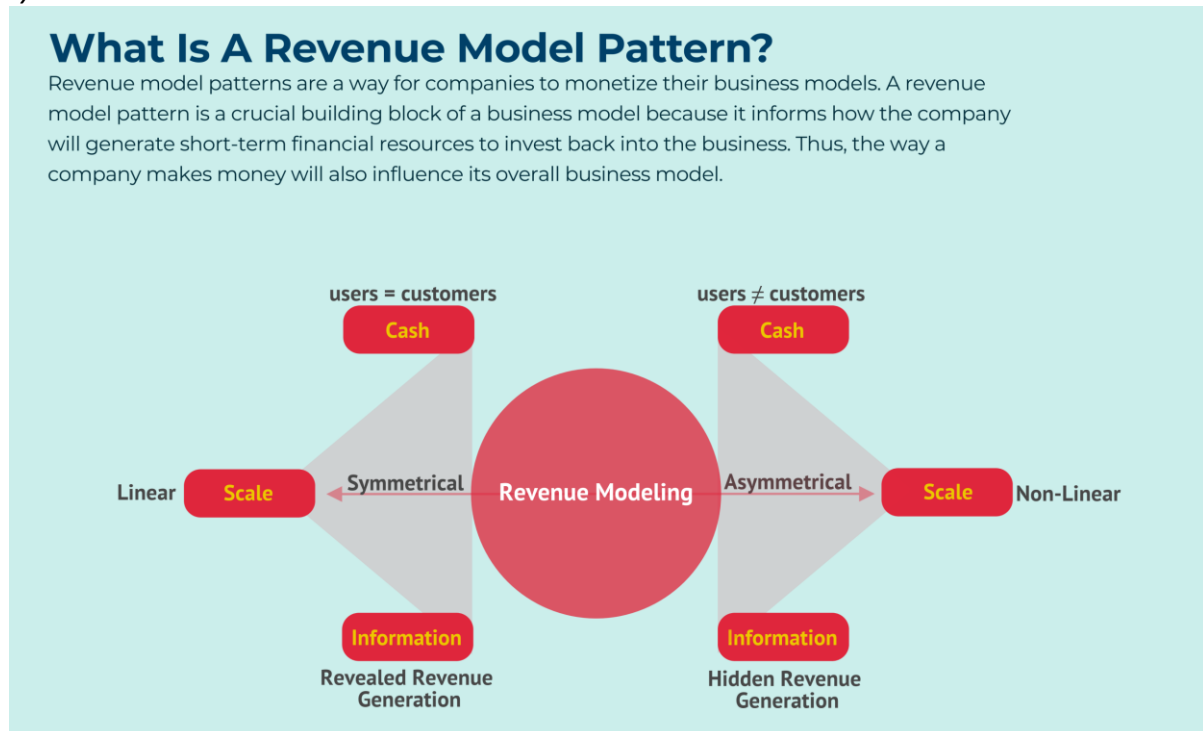 What Is A Revenue Model Pattern?
Revenue model patterns are a way for companies to monetize their business models. A revenue
model pattern is a crucial building block of a business model because it informs how the company
will generate short-term financial resources to invest back into the business. Thus, the way a
company makes money will also influence its overall business model.
users = customers
users ≠ customers
Cash
Cash
Linear
Scale
Symmetrical
Revenue Modeling
Asymmetrical
Scale
Non-Linear
Information
Information
Revealed Revenue
Generation
Hidden Revenue
Generation